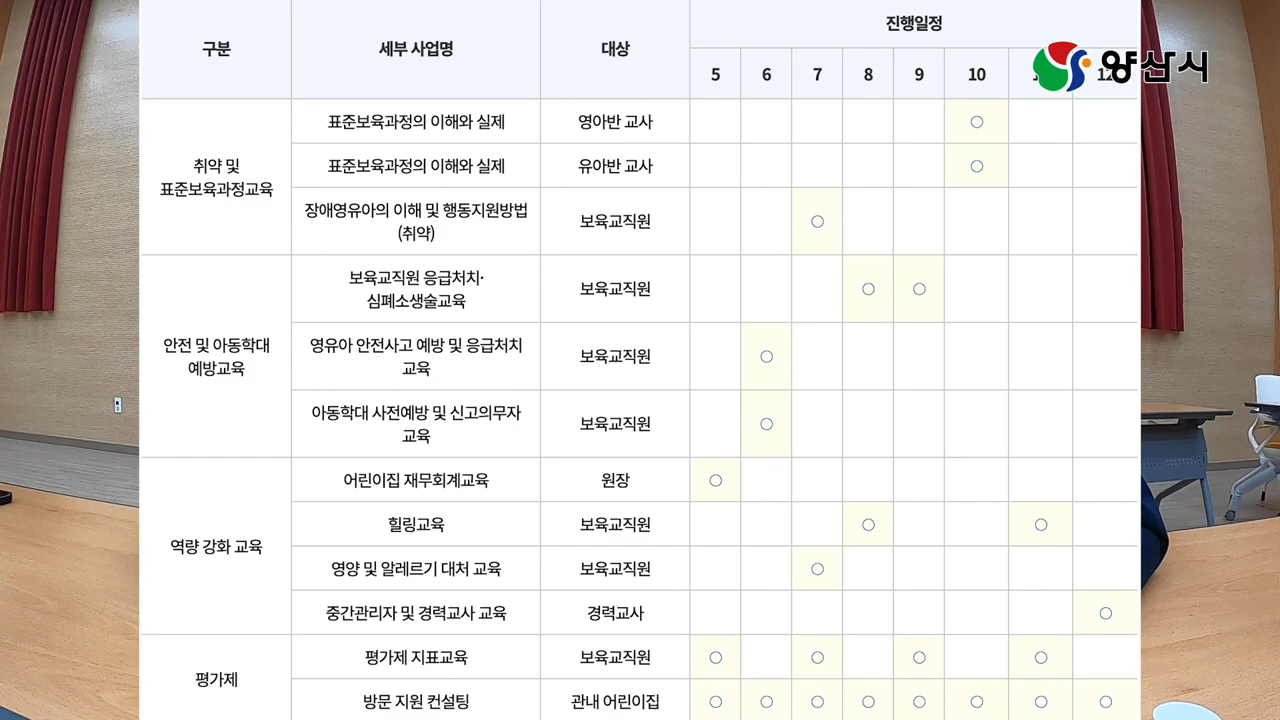 구분 세부 사업명 대상 진행일정
양산시
5 6 7 8 9 10
표준보육과정의 이해와 실제 영아반 교사 ○
취약 및
표준보육과정교육
표준보육과정의 이해와 실제 유아반 교사 ○
장애영유아의 이해 및 행동지원방법
(취약)
보육교직원 ○
안전 및 아동학대
예방교육
보육교직원 응급처치·
심폐소생술교육
보육교직원 ○ ○
영유아 안전사고 예방 및 응급처치
교육
보육교직원 ○
아동학대 사전예방 및 신고의무자
교육
보육교직원 ○
역량 강화 교육
어린이집 재무회계교육 원장 ○
힐링교육 보육교직원 ○ ○
영양 및 알레르기 대처 교육 보육교직원 ○
중간관리자 및 경력교사 교육 경력교사 ○
평가제
평가제 지표교육 보육교직원 ○ ○ ○ ○
방문 지원 컨설팅 관내 어린이집 ○ ○ ○ ○ ○ ○ ○ ○